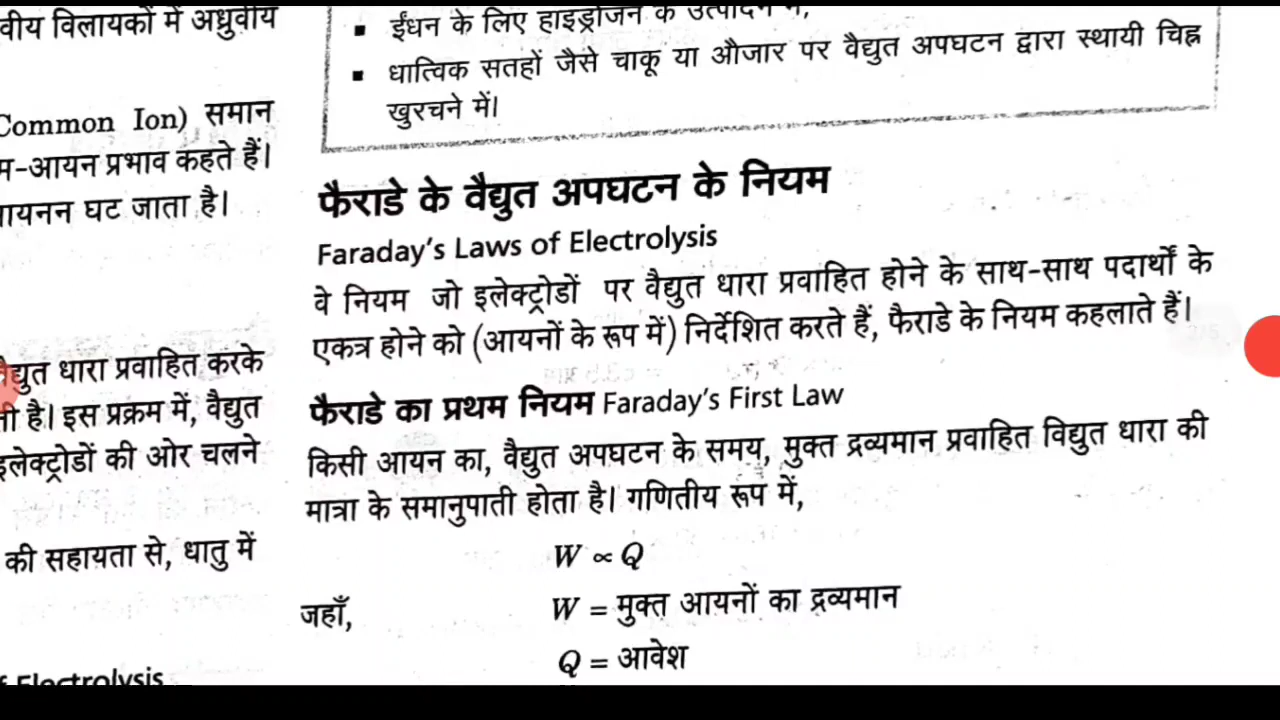 वीय विलायकों में अध्रुवीय
Common Ion) समान
म-आयन प्रभाव कहते हैं।
ायनन घट जाता है।
वैद्युत धारा प्रवाहित करके
ती है। इस प्रक्रम में, वैद्युत
इलेक्ट्रोडों की ओर चलने
की सहायता से, धातु में
f Electrolysis
▪ ईंधन के लिए हाइड्रोजन के उत्पादन में,
▪ धात्विक सतहों जैसे चाकू या औजार पर वैद्युत अपघटन द्वारा स्थायी चिह्न
खुरचने में।
फैराडे के वैद्युत अपघटन के नियम
Faraday's Laws of Electrolysis
वे नियम जो इलेक्ट्रोडों पर वैद्युत धारा प्रवाहित होने के साथ-साथ पदार्थों के
एकत्र होने को (आयनों के रूप में) निर्देशित करते हैं, फैराडे के नियम कहलाते हैं।
फैराडे का प्रथम नियम Faraday's First Law
किसी आयन का, वैद्युत अपघटन के समय, मुक्त द्रव्यमान प्रवाहित विद्युत धारा की
मात्रा के समानुपाती होता है। गणितीय रूप में,
W ∝ Q
जहाँ, W = मुक्त आयनों का द्रव्यमान
Q = आवेश